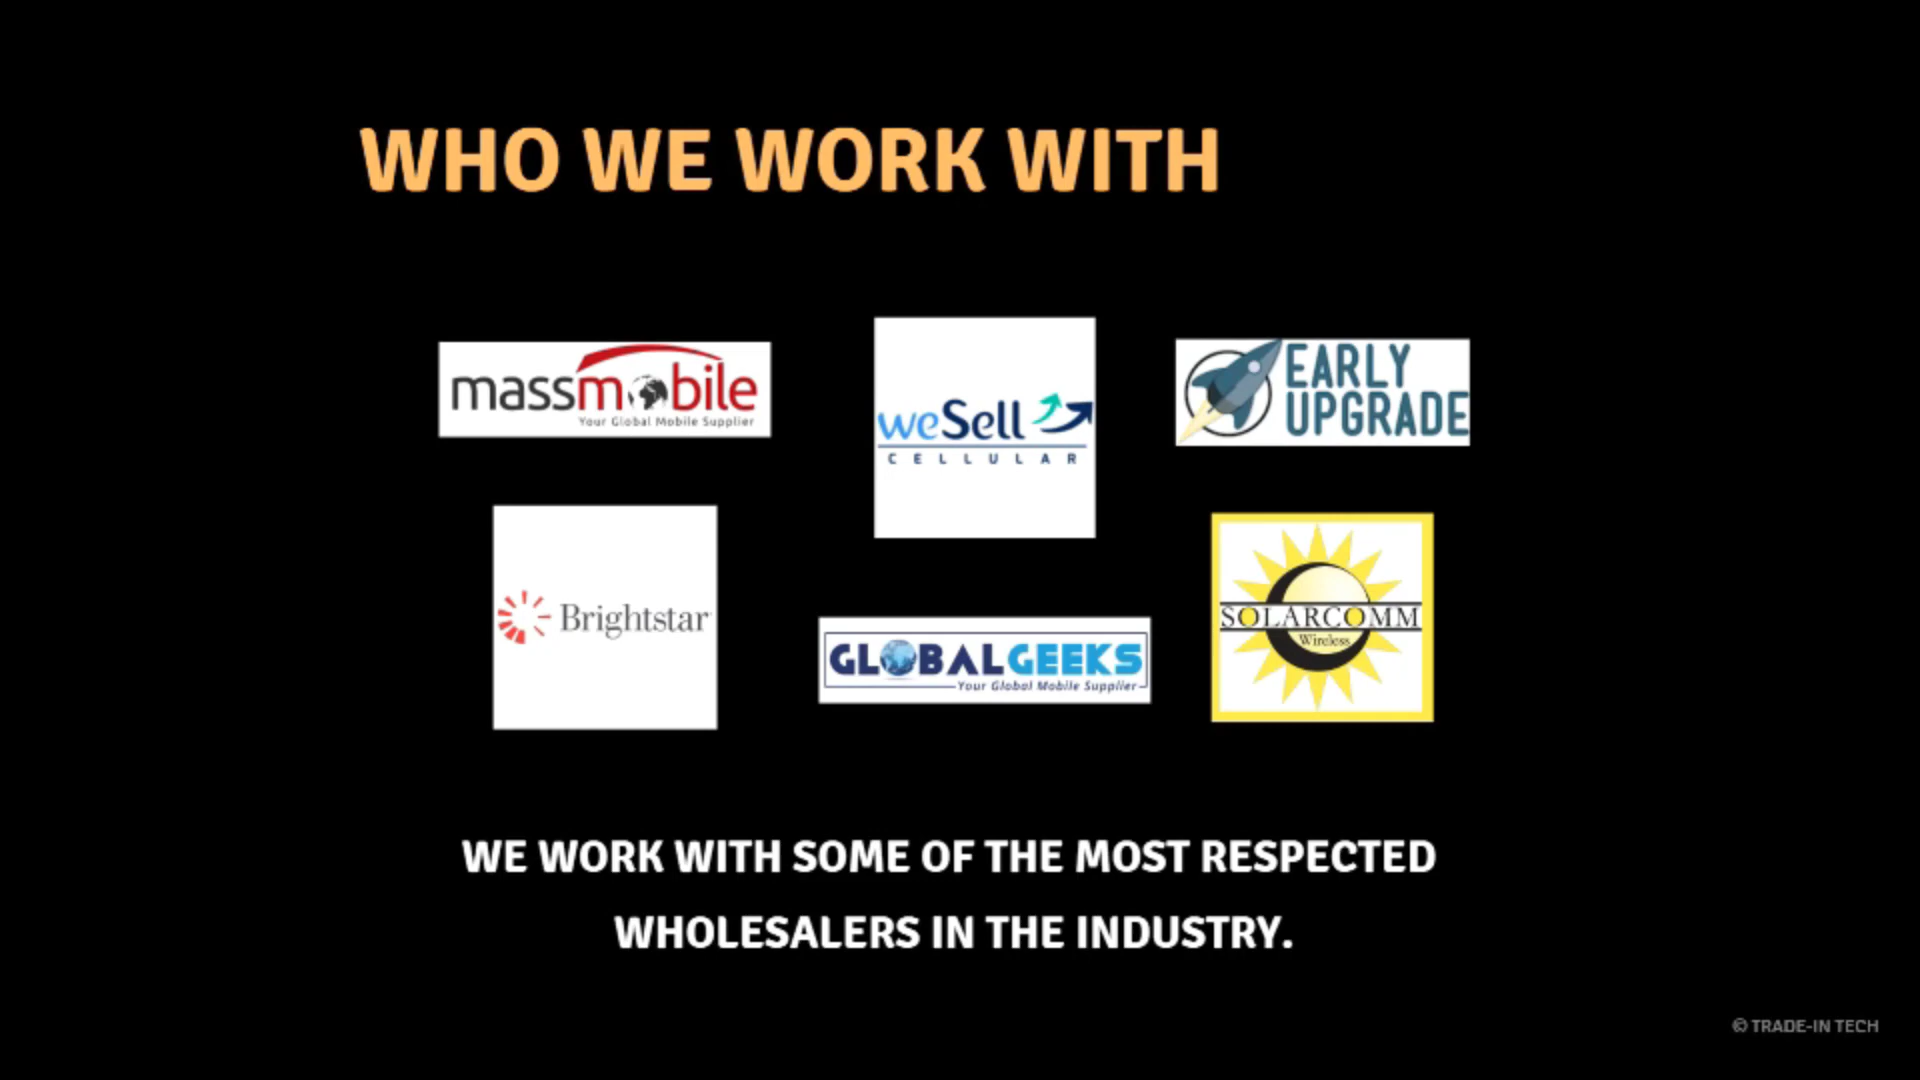 WHO WE WORK WITH
massmobile
Your Global Mobile Supplier
weSell
CELLULAR
EARLY
UPGRADE
Brightstar
GLOBALGEEKS
Your Global Mobile Supplier
SOLARCOMM
Wireless
WE WORK WITH SOME OF THE MOST RESPECTED
WHOLESALERS IN THE INDUSTRY.
© TRADE-IN TECH